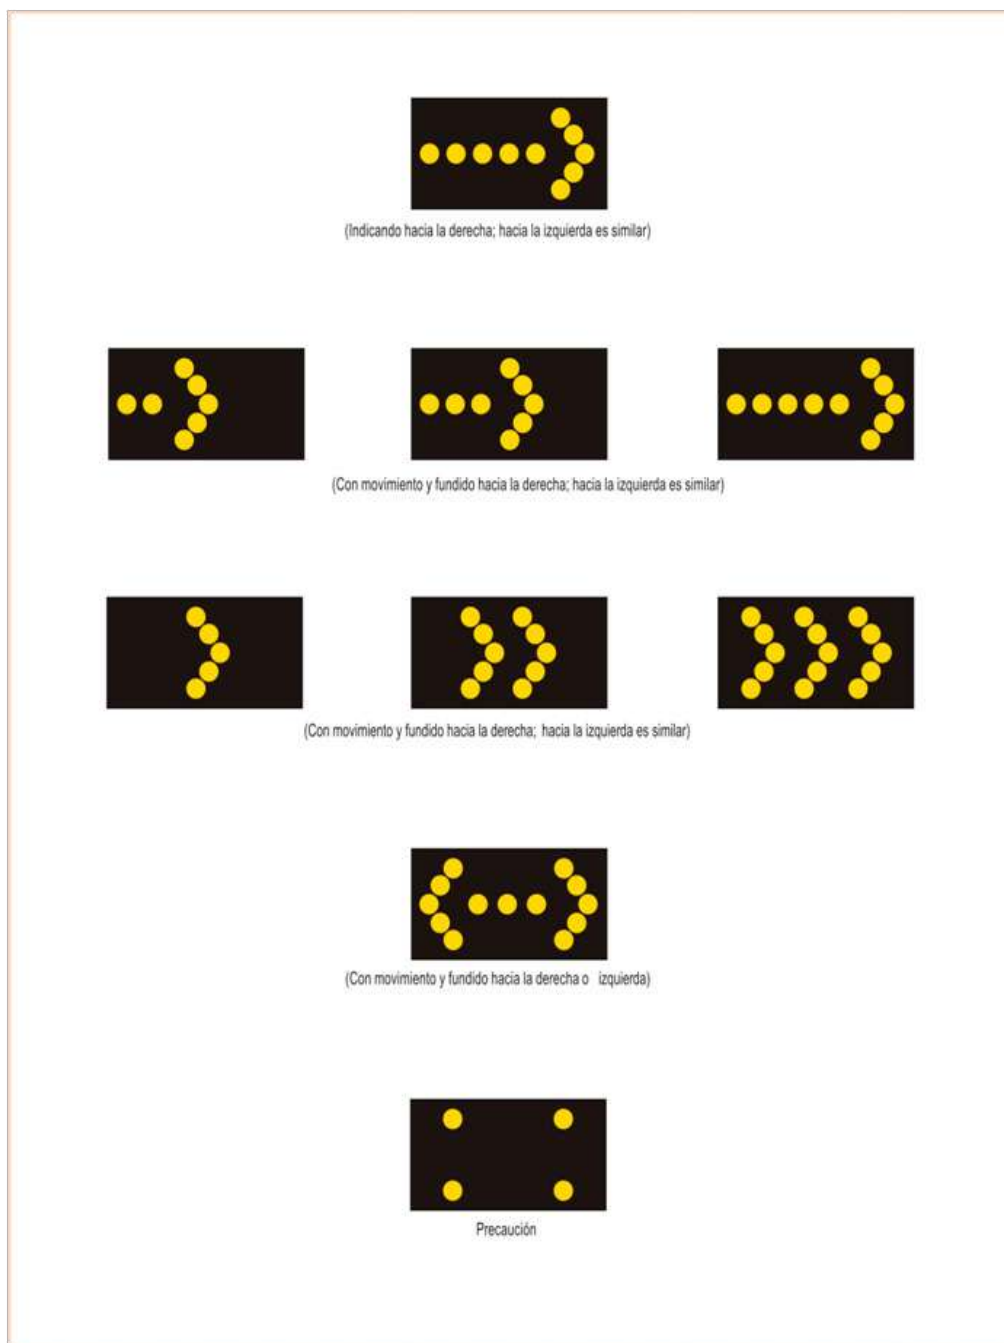 (Indicando hacia la derecha; hacia la izquierda es similar)
(Con movimiento y fundido hacia la derecha; hacia la izquierda es similar)
(Con movimiento y fundido hacia la derecha; hacia la izquierda es similar)
(Con movimiento y fundido hacia la derecha o izquierda)
Precaución